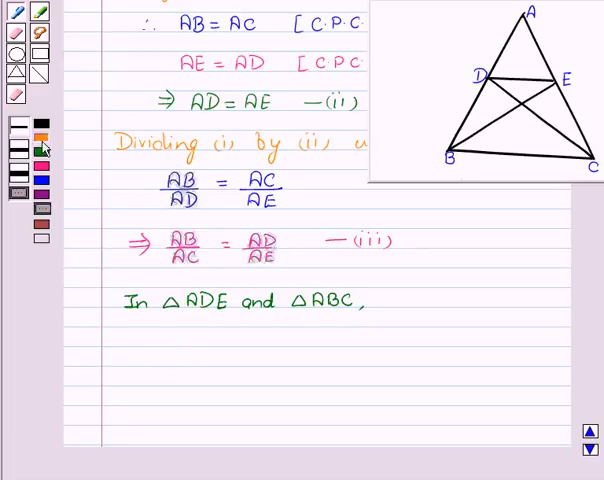 ∴ AB = AC [ C.P.C.
AE = AD [ C.P.C.
⇒ AD = AE —(ii)
Dividing (i) by (ii)
AB/AD = AC/AE
⇒ AB/AC = AD/AE —(iii)
In △ADE and △ABC,
A
D E
B C